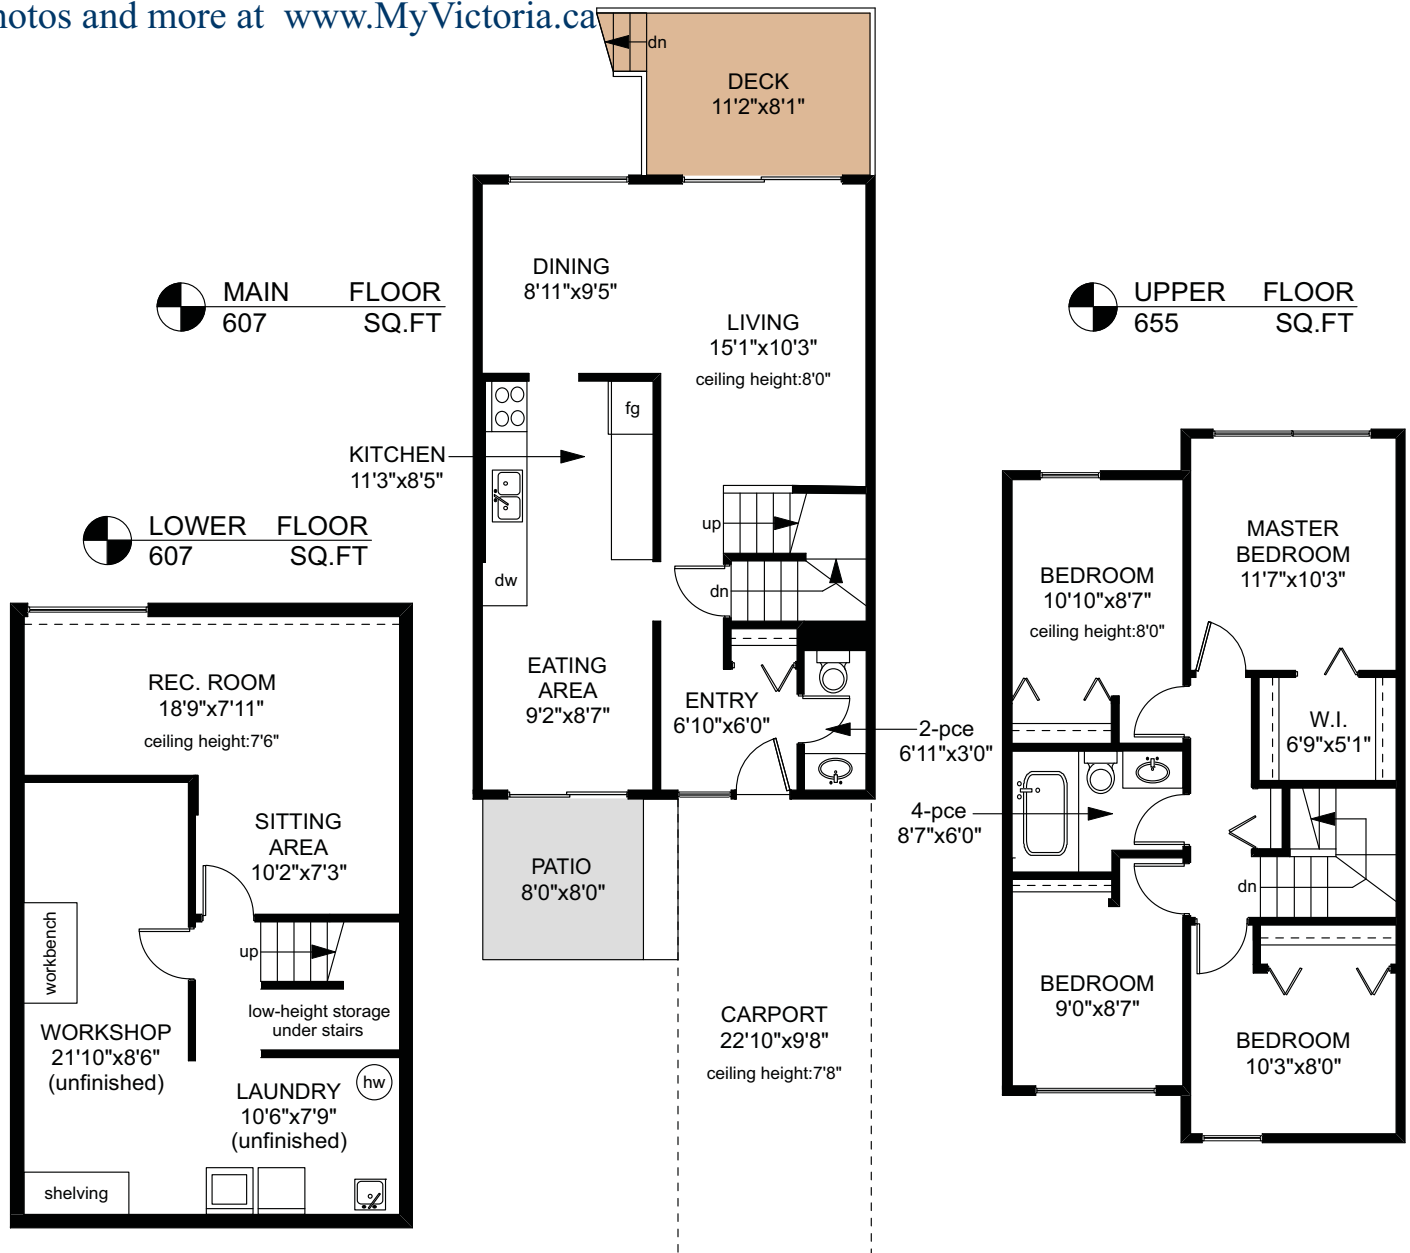 hotos and more at www.MyVictoria.ca
dn
DECK
11'2"x8'1"
MAIN FLOOR
607 SQ.FT
DINING
8'11"x9'5"
LIVING
15'1"x10'3"
ceiling height:8'0"
fg
KITCHEN
11'3"x8'5"
up
dn
dw
EATING
AREA
9'2"x8'7"
ENTRY
6'10"x6'0"
2-pce
6'11"x3'0"
PATIO
8'0"x8'0"
CARPORT
22'10"x9'8"
ceiling height:7'8"
UPPER FLOOR
655 SQ.FT
MASTER
BEDROOM
11'7"x10'3"
BEDROOM
10'10"x8'7"
ceiling height:8'0"
W.I.
6'9"x5'1"
4-pce
8'7"x6'0"
dn
BEDROOM
9'0"x8'7"
BEDROOM
10'3"x8'0"
LOWER FLOOR
607 SQ.FT
REC. ROOM
18'9"x7'11"
ceiling height:7'6"
SITTING
AREA
10'2"x7'3"
workbench
up
low-height storage
under stairs
WORKSHOP
21'10"x8'6"
(unfinished)
LAUNDRY
10'6"x7'9"
(unfinished)
hw
shelving